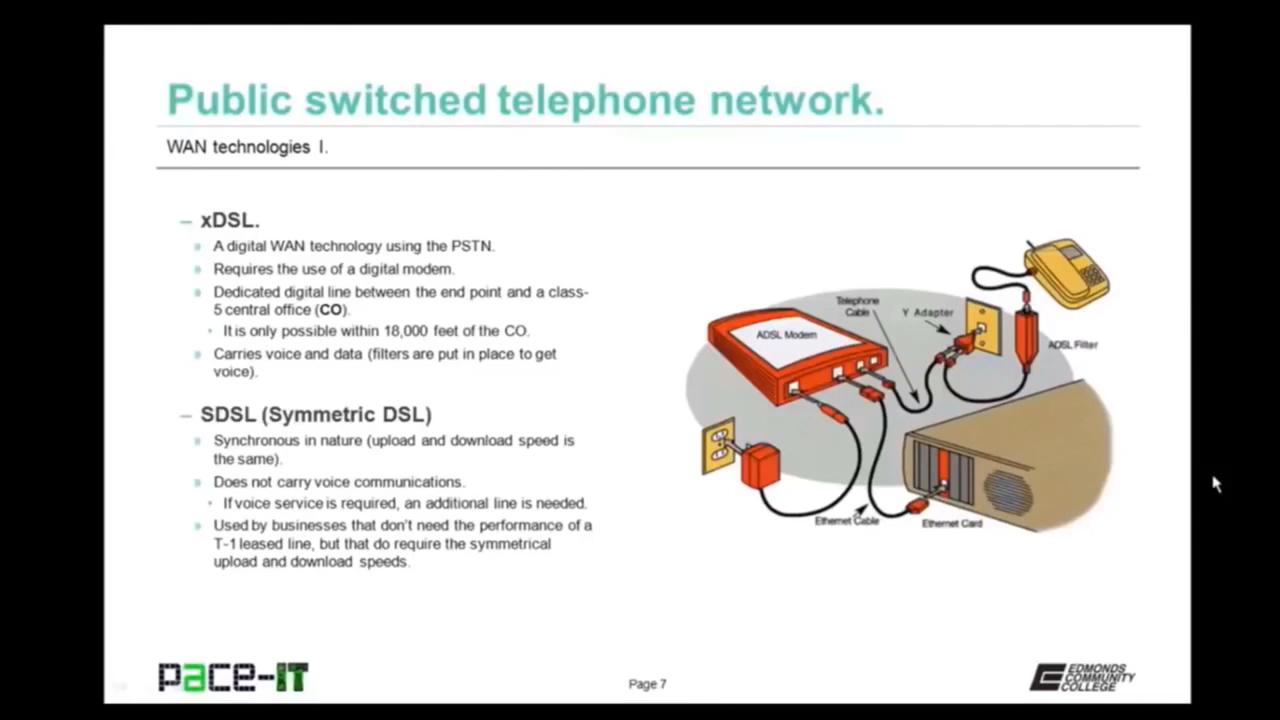 Public switched telephone network.
WAN technologies I.
– xDSL.
» A digital WAN technology using the PSTN.
» Requires the use of a digital modem.
» Dedicated digital line between the end point and a class-
5 central office (CO).
• It is only possible within 18,000 feet of the CO.
» Carries voice and data (filters are put in place to get
voice).
– SDSL (Symmetric DSL)
» Synchronous in nature (upload and download speed is
the same).
» Does not carry voice communications.
• If voice service is required, an additional line is needed.
» Used by businesses that don't need the performance of a
T-1 leased line, but that do require the symmetrical
upload and download speeds.
Telephone
Cable
Y Adapter
ADSL Modem
ADSL Filter
Ethernet Cable
Ethernet Card
pace-IT
Page 7
EDMONDS
COMMUNITY
COLLEGE